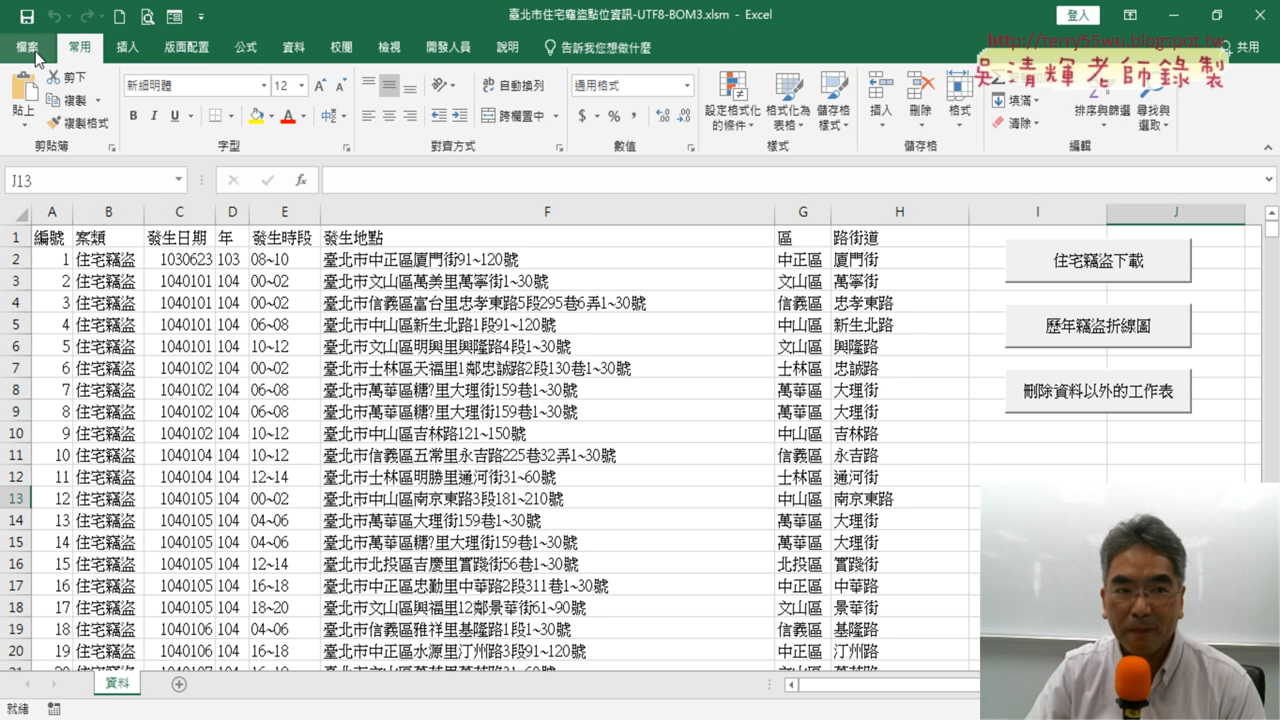 臺北市住宅竊盜點位資訊-UTF8-BOM3.xlsm - Excel
登入
檔案 常用 插入 版面配置 公式 資料 校閱 檢視 開發人員 說明 告訴我您想做什麼 共用
http://terry55wu.blogspot.tw
吳清輝老師錄製
貼上 剪下 複製 複製格式 剪貼簿
新細明體 12 B I U A 中 字型
自動換列 跨欄置中 對齊方式
通用格式 $ % , 數值
設定格式化的條件 格式化為表格 儲存格樣式 樣式
插入 刪除 格式 儲存格
填滿 清除 排序與篩選 尋找與選取 編輯
J13 fx
A B C D E F G H I J
1 編號 案類 發生日期 年 發生時段 發生地點 區 路街道
2 1 住宅竊盜 1030623 103 08~10 臺北市中正區廈門街91~120號 中正區 廈門街
3 2 住宅竊盜 1040101 104 00~02 臺北市文山區萬美里萬寧街1~30號 文山區 萬寧街
4 3 住宅竊盜 1040101 104 00~02 臺北市信義區富台里忠孝東路5段295巷6弄1~30號 信義區 忠孝東路
5 4 住宅竊盜 1040101 104 06~08 臺北市中山區新生北路1段91~120號 中山區 新生北路
6 5 住宅竊盜 1040101 104 10~12 臺北市文山區明興里興隆路4段1~30號 文山區 興隆路
7 6 住宅竊盜 1040102 104 00~02 臺北市士林區天福里1鄰忠誠路2段130巷1~30號 士林區 忠誠路
8 7 住宅竊盜 1040102 104 06~08 臺北市萬華區糖?里大理街159巷1~30號 萬華區 大理街
9 8 住宅竊盜 1040102 104 06~08 臺北市萬華區糖?里大理街159巷1~30號 萬華區 大理街
10 9 住宅竊盜 1040102 104 10~12 臺北市中山區吉林路121~150號 中山區 吉林路
11 10 住宅竊盜 1040104 104 10~12 臺北市信義區五常里永吉路225巷32弄1~30號 信義區 永吉路
12 11 住宅竊盜 1040104 104 12~14 臺北市士林區明勝里通河街31~60號 士林區 通河街
13 12 住宅竊盜 1040105 104 00~02 臺北市中山區南京東路3段181~210號 中山區 南京東路
14 13 住宅竊盜 1040105 104 04~06 臺北市萬華區大理街159巷1~30號 萬華區 大理街
15 14 住宅竊盜 1040105 104 04~06 臺北市萬華區糖?里大理街159巷1~30號 萬華區 大理街
16 15 住宅竊盜 1040105 104 12~14 臺北市北投區吉慶里實踐街56巷1~30號 北投區 實踐街
17 16 住宅竊盜 1040105 104 16~18 臺北市中正區忠勤里中華路2段311巷1~30號 中正區 中華路
18 17 住宅竊盜 1040105 104 18~20 臺北市文山區興福里12鄰景華街61~90號 文山區 景華街
19 18 住宅竊盜 1040106 104 04~06 臺北市信義區雅祥里基隆路1段1~30號 信義區 基隆路
20 19 住宅竊盜 1040106 104 16~18 臺北市中正區水源里汀州路3段91~120號 中正區 汀州路
住宅竊盜下載
歷年竊盜折線圖
刪除資料以外的工作表
資料
就緒